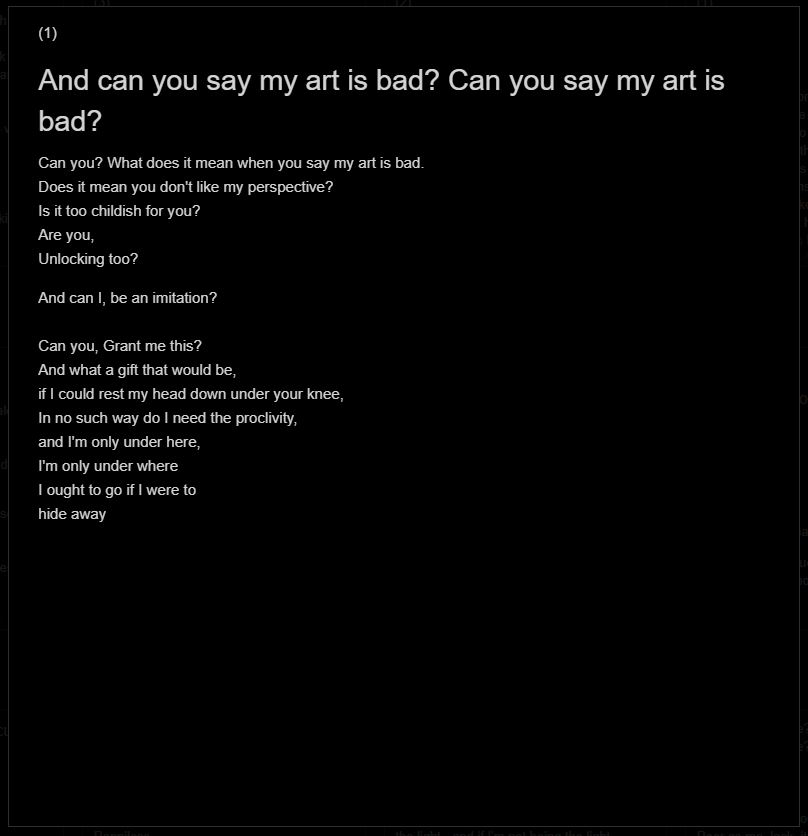 (1)
And can you say my art is bad? Can you say my art is
bad?
Can you? What does it mean when you say my art is bad.
Does it mean you don't like my perspective?
Is it too childish for you?
Are you,
Unlocking too?
And can I, be an imitation?
Can you, Grant me this?
And what a gift that would be,
if I could rest my head down under your knee,
In no such way do I need the proclivity,
and I'm only under here,
I'm only under where
I ought to go if I were to
hide away